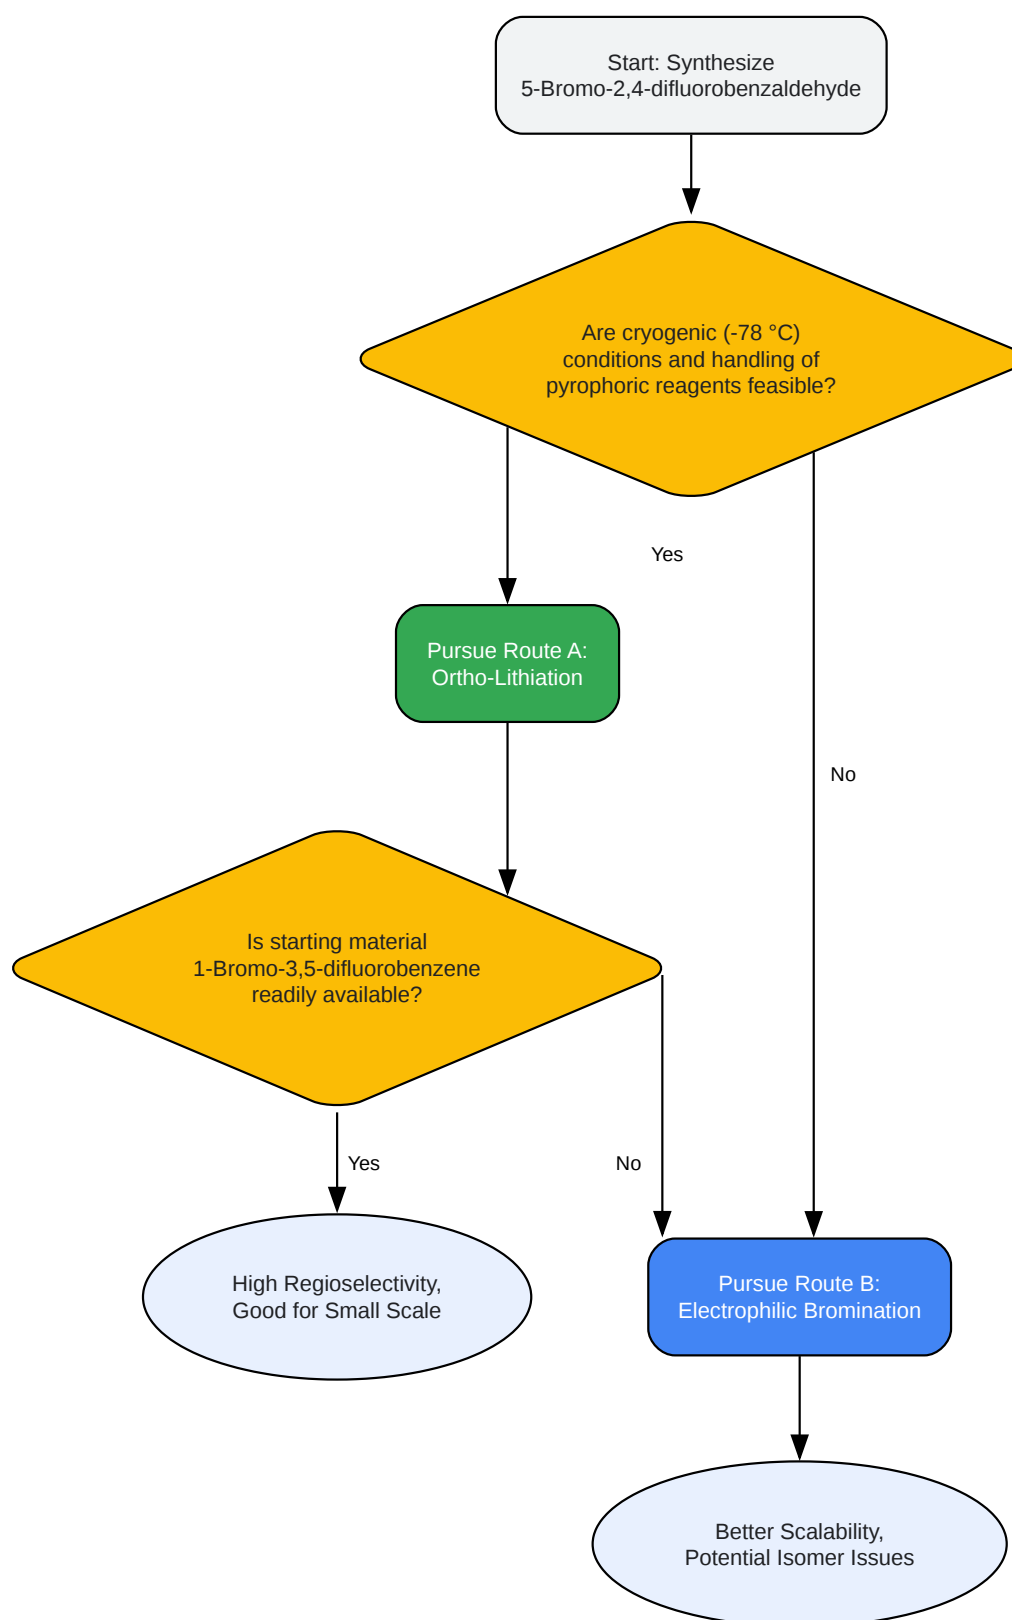 Start: Synthesize
5-Bromo-2,4-difluorobenzaldehyde
Are cryogenic (-78 °C)
conditions and handling of
pyrophoric reagents feasible?
Yes
Pursue Route A:
Ortho-Lithiation
No
Is starting material
1-Bromo-3,5-difluorobenzene
readily available?
Yes
No
High Regioselectivity,
Good for Small Scale
Pursue Route B:
Electrophilic Bromination
Better Scalability,
Potential Isomer Issues